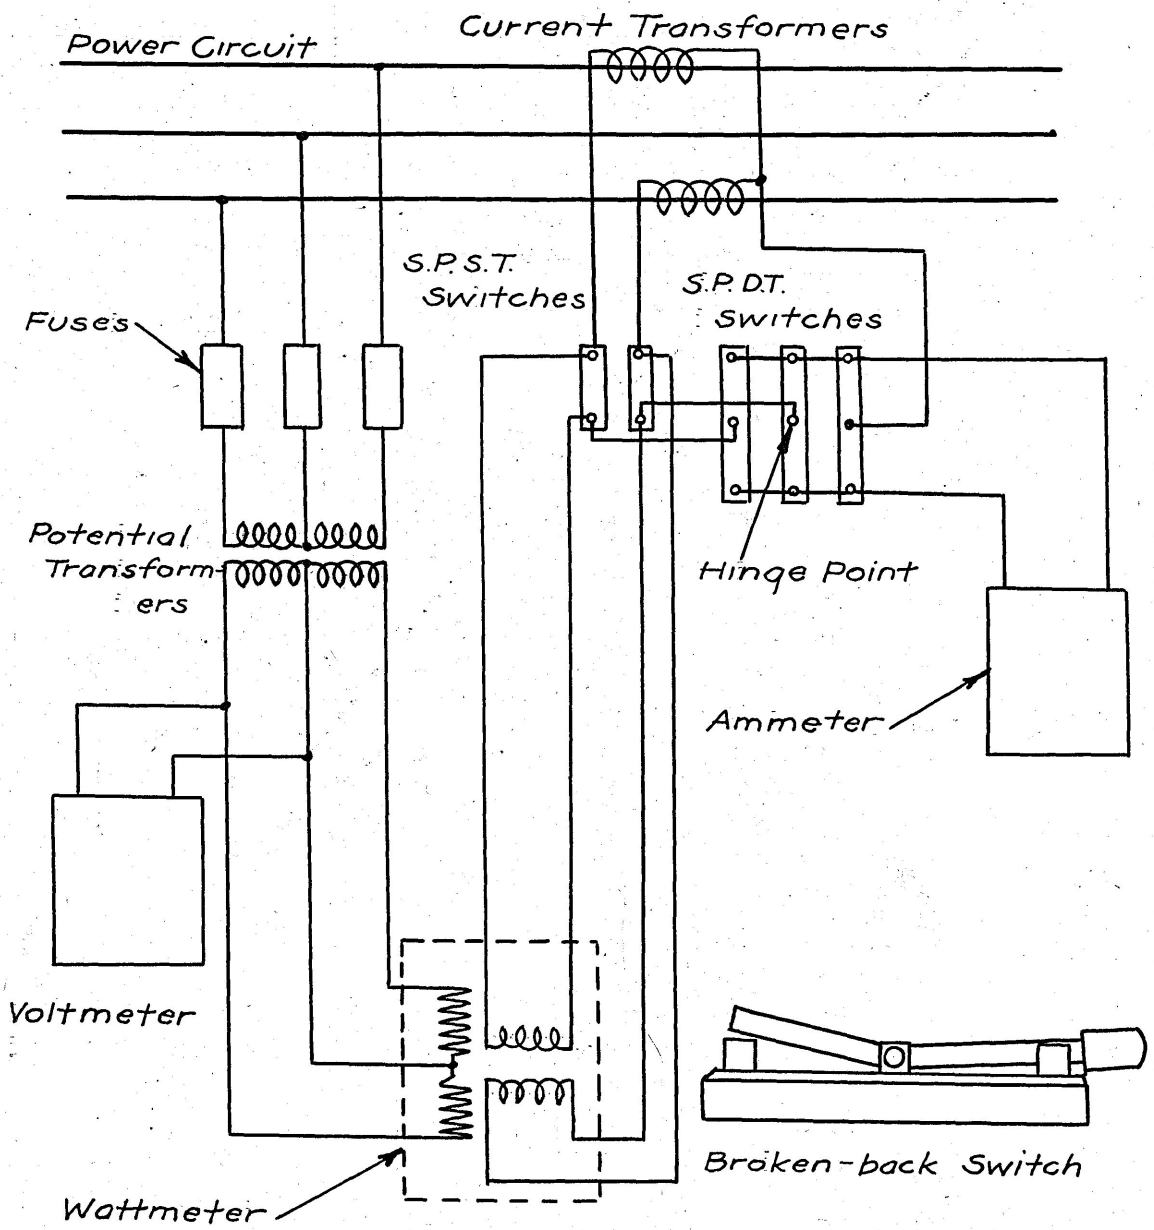 Current Transformers
Power Circuit
S.P.S.T.
Switches
S.P.D.T.
Switches
Fuses
Potential
Transform-
ers
Hinge Point
Ammeter
Voltmeter
Broken-back Switch
Wattmeter